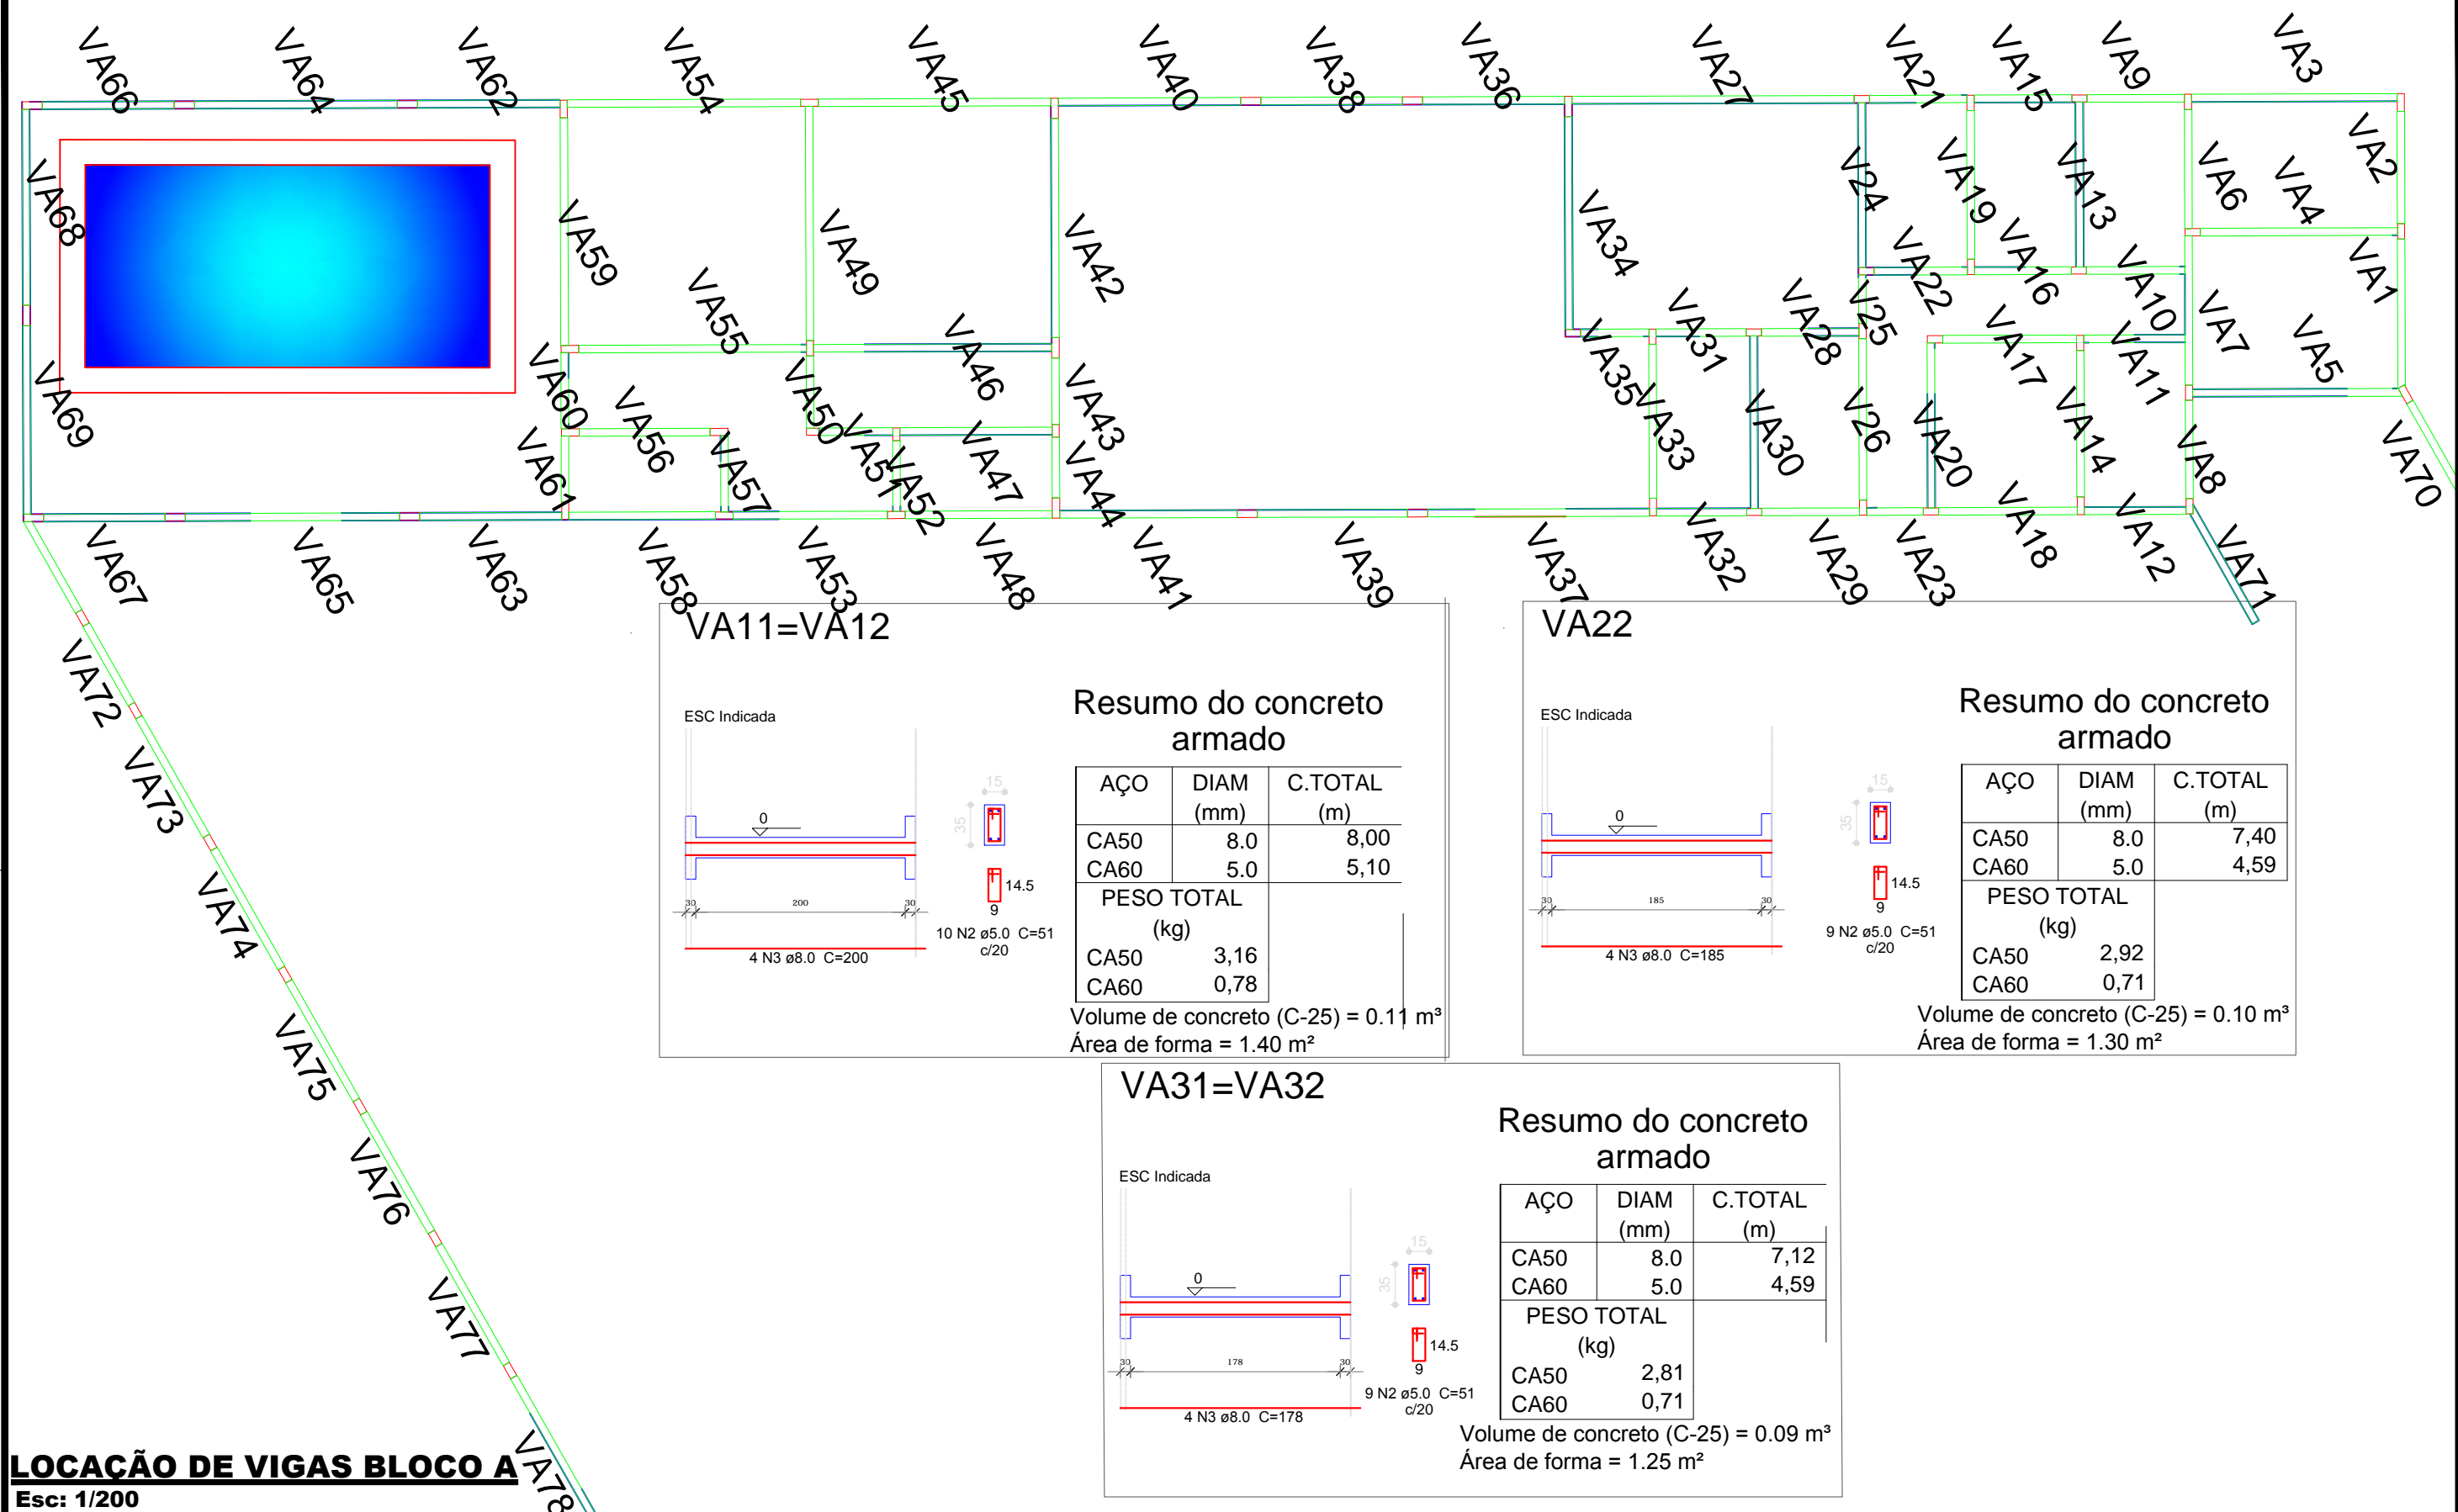 VA66
VA64
VA62
VA54
VA45
VA40
VA38
VA36
VA27
VA21
VA15
VA9
VA3
VA68
VA59
VA49
VA42
VA34
V24
VA19
VA13
VA6
VA4
VA2
VA55
VA46
VA31
VA28
V25
VA22
VA16
VA10
VA7
VA5
VA1
VA69
VA60
VA56
VA50
VA43
VA35
VA17
VA11
VA61
VA57
VA51
VA52
VA47
VA44
VA33
VA30
V26
VA20
VA14
VA8
VA70
VA67
VA65
VA63
VA58
VA53
VA48
VA41
VA39
VA37
VA32
VA29
VA23
VA18
VA12
VA71
VA72
VA73
VA74
VA75
VA76
VA77
VA78
VA11=VA12
ESC Indicada
0
30
200
30
4 N3 ø8.0 C=200
15
35
14.5
9
10 N2 ø5.0 C=51
c/20
Resumo do concreto
armado
AÇO DIAM C.TOTAL
(mm) (m)
CA50 8.0 8,00
CA60 5.0 5,10
PESO TOTAL
(kg)
CA50 3,16
CA60 0,78
Volume de concreto (C-25) = 0.11 m³
Área de forma = 1.40 m²
VA22
ESC Indicada
0
30
185
30
4 N3 ø8.0 C=185
15
35
14.5
9
9 N2 ø5.0 C=51
c/20
Resumo do concreto
armado
AÇO DIAM C.TOTAL
(mm) (m)
CA50 8.0 7,40
CA60 5.0 4,59
PESO TOTAL
(kg)
CA50 2,92
CA60 0,71
Volume de concreto (C-25) = 0.10 m³
Área de forma = 1.30 m²
VA31=VA32
ESC Indicada
0
30
178
30
4 N3 ø8.0 C=178
15
35
14.5
9
9 N2 ø5.0 C=51
c/20
Resumo do concreto
armado
AÇO DIAM C.TOTAL
(mm) (m)
CA50 8.0 7,12
CA60 5.0 4,59
PESO TOTAL
(kg)
CA50 2,81
CA60 0,71
Volume de concreto (C-25) = 0.09 m³
Área de forma = 1.25 m²
LOCAÇÃO DE VIGAS BLOCO A
Esc: 1/200